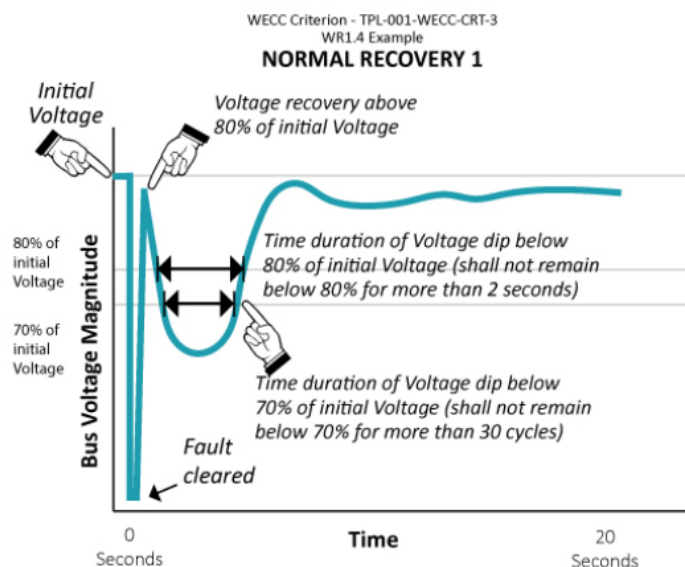 WECC Criterion - TPL-001-WECC-CRT-3
WR1.4 Example
NORMAL RECOVERY 1
Initial
Voltage
Voltage recovery above
80% of initial Voltage
80% of
initial
Voltage
70% of
initial
Voltage
Bus Voltage Magnitude
Time duration of Voltage dip below
80% of initial Voltage (shall not remain
below 80% for more than 2 seconds)
Time duration of Voltage dip below
70% of initial Voltage (shall not remain
below 70% for more than 30 cycles)
Fault
cleared
0
Seconds
Time
20
Seconds